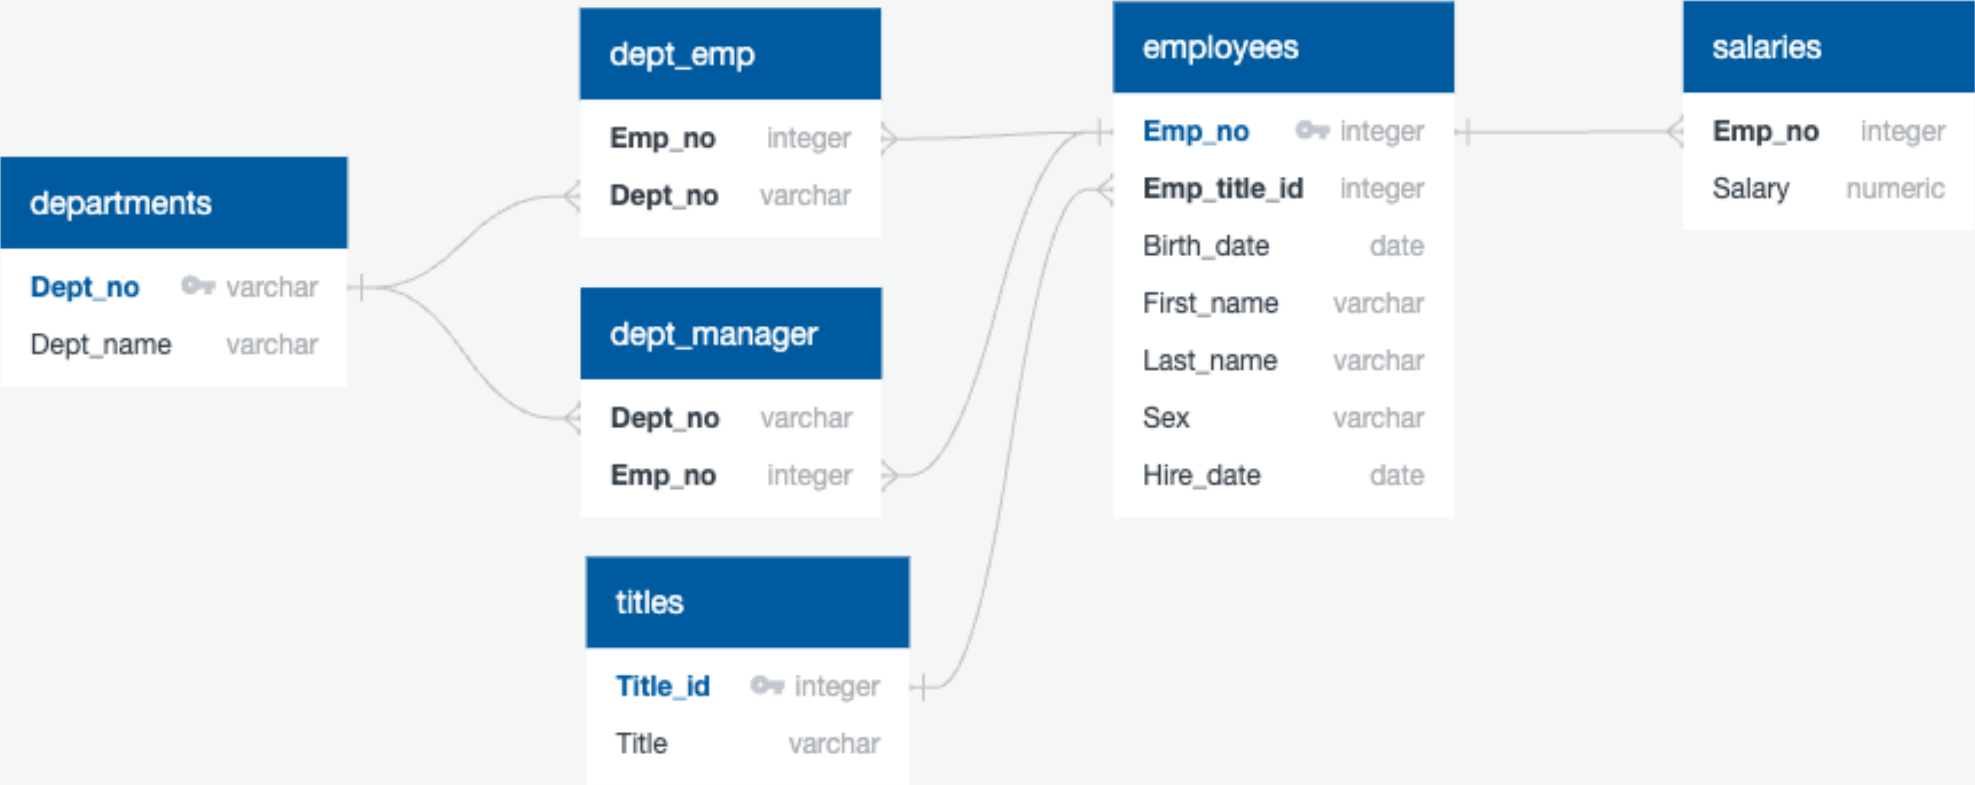 departments
Dept_no varchar
Dept_name varchar
dept_emp
Emp_no integer
Dept_no varchar
dept_manager
Dept_no varchar
Emp_no integer
titles
Title_id integer
Title varchar
employees
Emp_no integer
Emp_title_id integer
Birth_date date
First_name varchar
Last_name varchar
Sex varchar
Hire_date date
salaries
Emp_no integer
Salary numeric